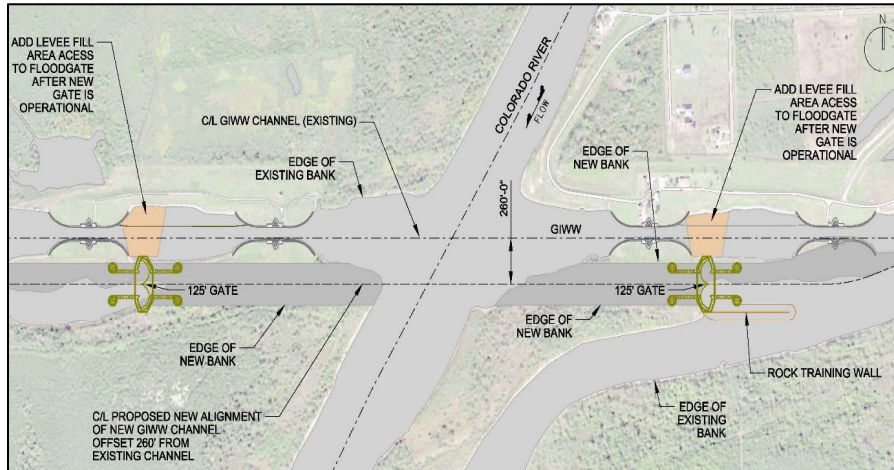 ADD LEVEE FILL
AREA ACESS
TO FLOODGATE
AFTER NEW
GATE IS
OPERATIONAL
C/L GIWW CHANNEL (EXISTING)
EDGE OF
EXISTING BANK
COLORADO RIVER
FLOW
N
ADD LEVEE FILL
AREA ACESS
TO FLOODGATE
AFTER NEW
GATE IS
OPERATIONAL
EDGE OF
NEW BANK
260'-0"
GIWW
125' GATE
125' GATE
EDGE OF
NEW BANK
EDGE OF
NEW BANK
ROCK TRAINING WALL
C/L PROPOSED NEW ALIGNMENT
OF NEW GIWW CHANNEL
OFFSET 260' FROM
EXISTING CHANNEL
EDGE OF
EXISTING
BANK